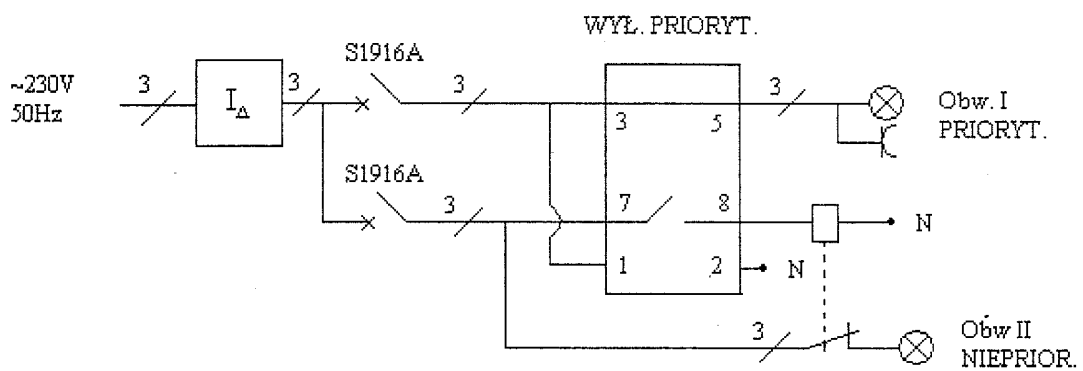 WYŁ. PRIORYT.
~230V
50Hz
3
I∆
3
S1916A
3
3
5
3
Obw. I
PRIORYT.
S1916A
3
7
8
N
1
2
N
3
Obw II
NIEPRIOR.